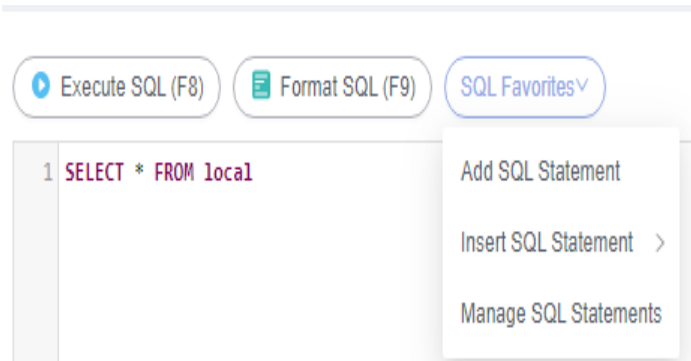 Execute SQL (F8) Format SQL (F9) SQL Favorites
1 SELECT * FROM local
Add SQL Statement
Insert SQL Statement
Manage SQL Statements